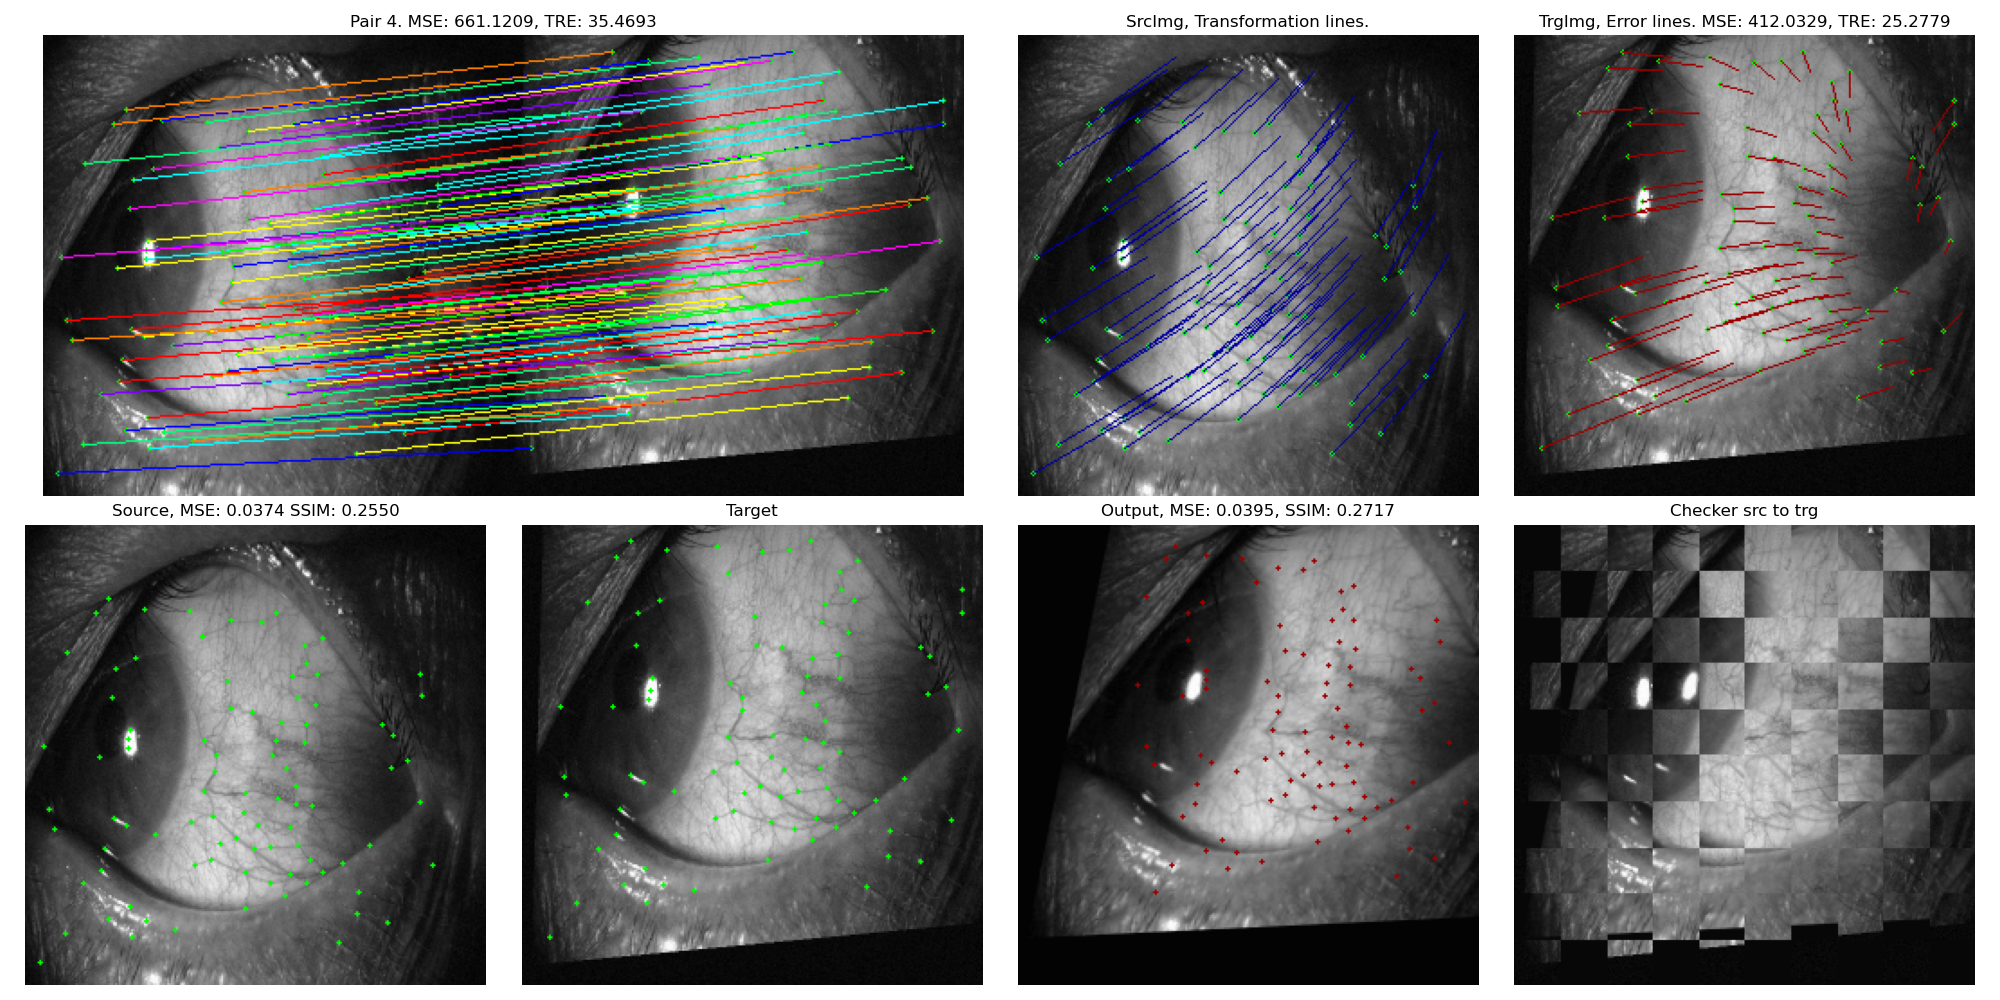 Pair 4. MSE: 661.1209, TRE: 35.4693
SrcImg, Transformation lines.
TrgImg, Error lines. MSE: 412.0329, TRE: 25.2779
Source, MSE: 0.0374 SSIM: 0.2550
Target
Output, MSE: 0.0395, SSIM: 0.2717
Checker src to trg